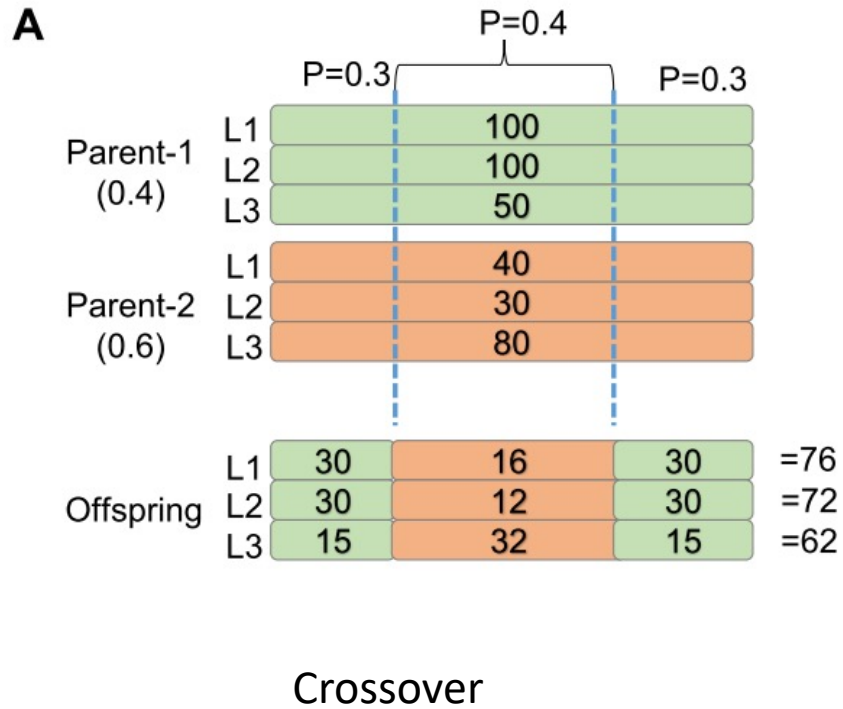 A
P=0.4
P=0.3
P=0.3
Parent-1
(0.4)
L1
100
L2
100
L3
50
Parent-2
(0.6)
L1
40
L2
30
L3
80
Offspring
L1
30
16
30
=76
L2
30
12
30
=72
L3
15
32
15
=62
Crossover